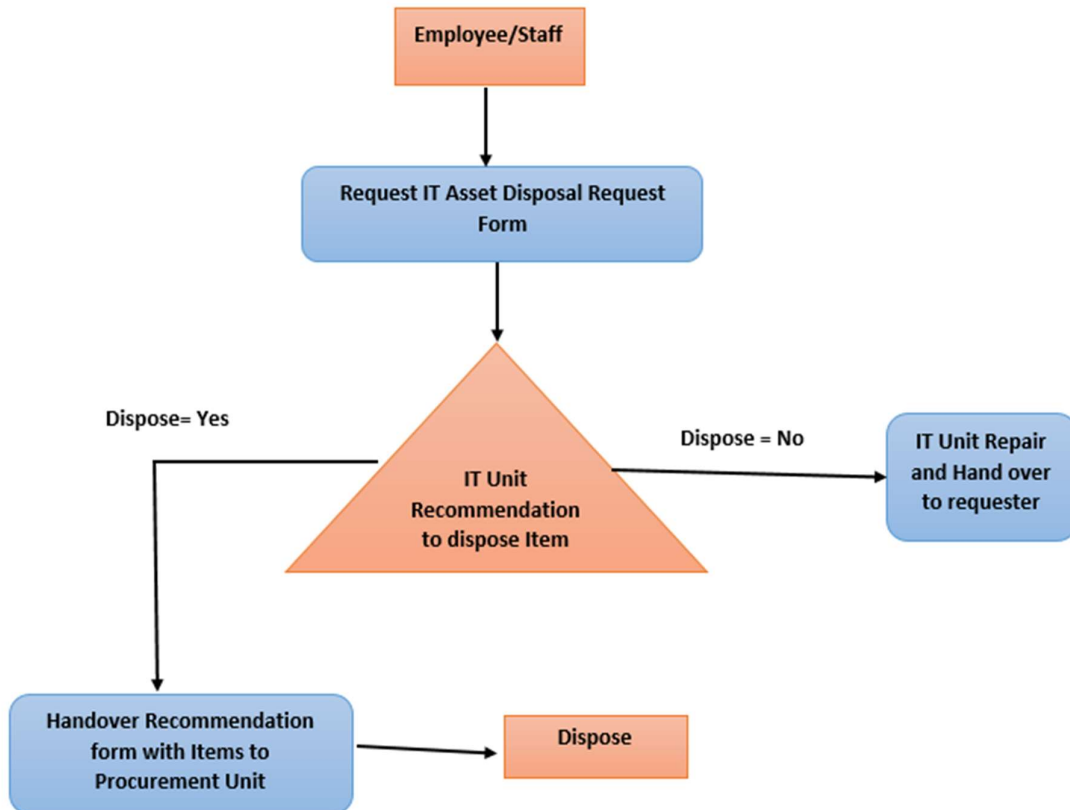 Employee/Staff
Request IT Asset Disposal Request
Form
Dispose= Yes
Dispose = No
IT Unit
Recommendation
to dispose Item
IT Unit Repair
and Hand over
to requester
Handover Recommendation
form with Items to
Procurement Unit
Dispose